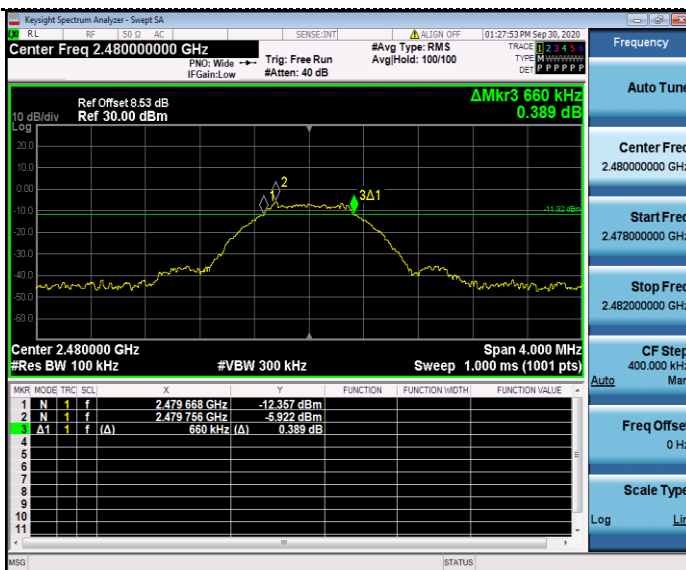 Keysight Spectrum Analyzer - Swept SA
RL RF 50 Ω AC SENSE:INT ALIGN OFF 01:27:53 PM Sep 30, 2020
Center Freq 2.480000000 GHz
PNO: Wide
IFGain:Low
Trig: Free Run
#Atten: 40 dB
#Avg Type: RMS
Avg|Hold: 100/100
TRACE 1 2 3 4 5 6
TYPE M
DET P P P P P P
ΔMkr3 660 kHz
0.389 dB
Ref Offset 8.53 dB
10 dB/div Ref 30.00 dBm
Log
20.0
10.0
0.00
-10.0
-20.0
-30.0
-40.0
-50.0
-60.0
1
2
3Δ1
-11.92 dBm
Center 2.480000 GHz Span 4.000 MHz
#Res BW 100 kHz #VBW 300 kHz Sweep 1.000 ms (1001 pts)
MKR MODE TRC SCL X Y FUNCTION FUNCTION WIDTH FUNCTION VALUE
1 N 1 f 2.479 668 GHz -12.357 dBm
2 N 1 f 2.479 756 GHz -5.922 dBm
3 Δ1 1 f (Δ) 660 kHz (Δ) 0.389 dB
4
5
6
7
8
9
10
11
MSG STATUS
Frequency
Auto Tune
Center Freq
2.480000000 GHz
Start Freq
2.478000000 GHz
Stop Freq
2.482000000 GHz
CF Step
400.000 kHz
Auto Man
Freq Offset
0 Hz
Scale Type
Log Lin